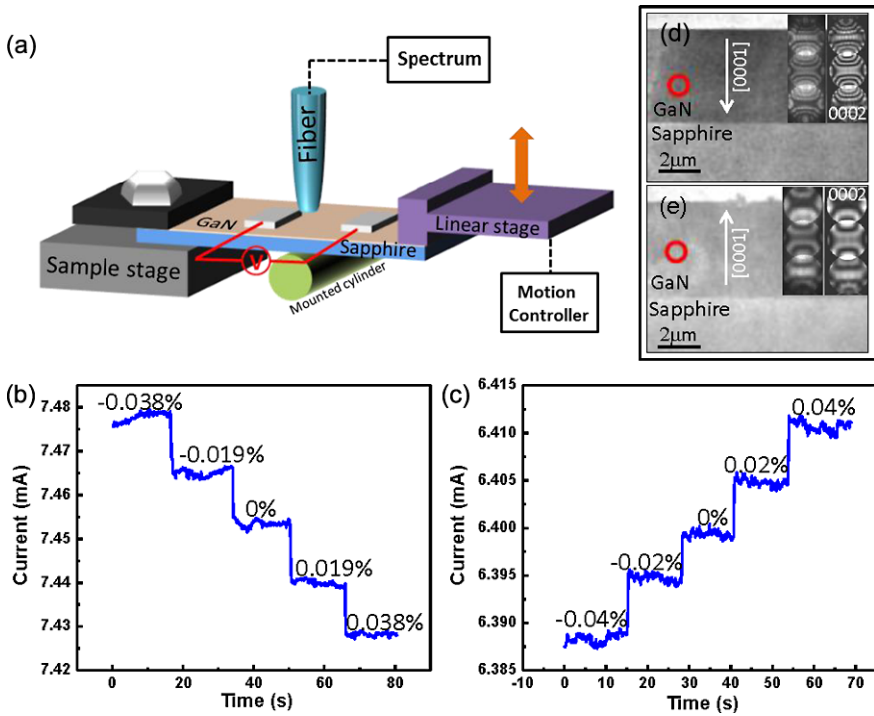 (a)
Spectrum
Fiber
GaN
Sapphire
V
Sample stage
Mounted cylinder
Linear stage
Motion
Controller
(d)
[0001]
GaN
0002
Sapphire
2μm
(e)
0002
[0001]
GaN
Sapphire
2μm
(b)
7.48
7.47
7.46
7.45
7.44
7.43
7.42
Current (mA)
-0.038%
-0.019%
0%
0.019%
0.038%
0 20 40 60 80
Time (s)
(c)
6.415
6.410
6.405
6.400
6.395
6.390
6.385
Current (mA)
0.04%
0.02%
0%
-0.02%
-0.04%
-10 0 10 20 30 40 50 60 70
Time (s)